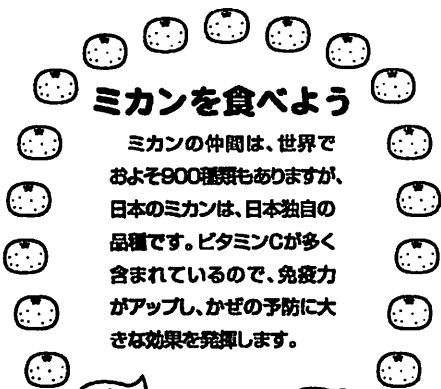 ミカンを食べよう
ミカンの仲間は、世界で
およそ900種類もありますが、
日本のミカンは、日本独自の
品種です。ビタミンCが多く
含まれているので、免疫力
がアップし、かぜの予防に大
きな効果を発揮します。